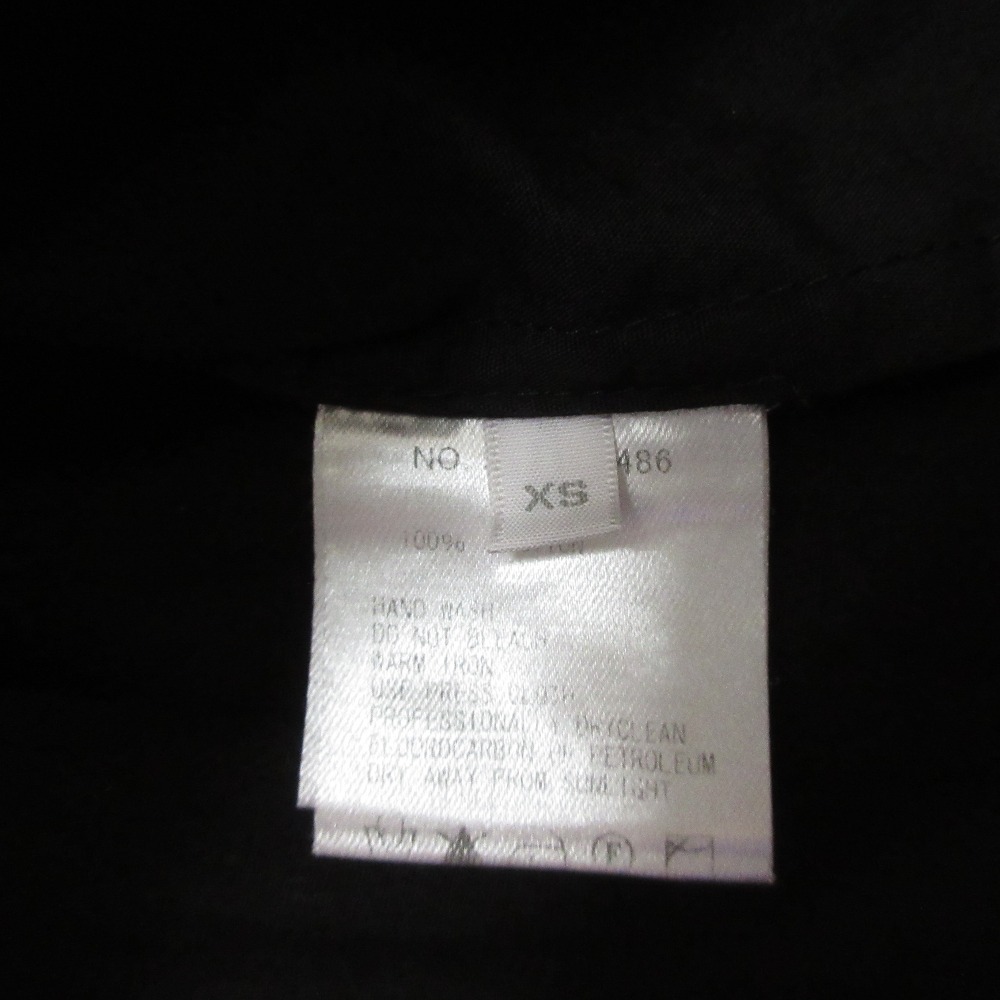 NO 486
XS
100%
HAND WASH
DO NOT BLEACH
WARM IRON
USE PRESS CLOTH
PROFESSIONALLY DRYCLEAN
FLUOROCARBON OR PETROLEUM
DRY AWAY FROM SUNLIGHT
F